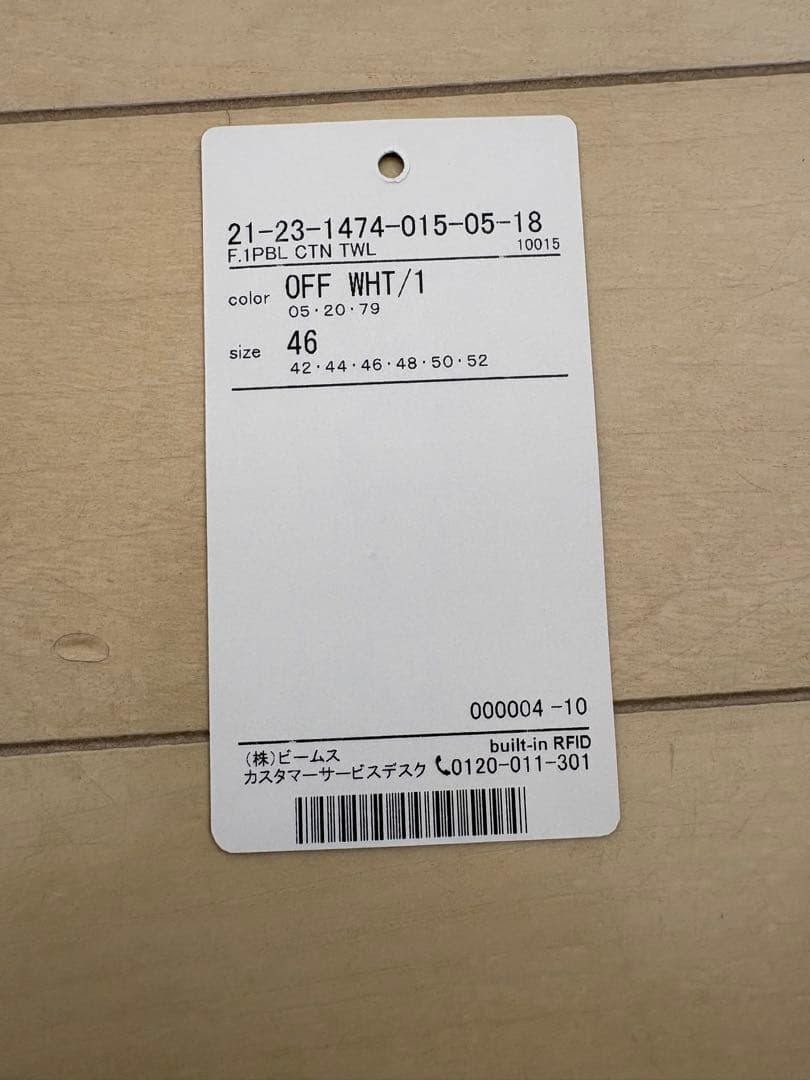 21-23-1474-015-05-18
F.1PBL CTN TWL 10015
color OFF WHT/1
05・20・79
size 46
42・44・46・48・50・52
000004 -10
built-in RFID
(株)ビームス
カスタマーサービスデスク 0120-011-301